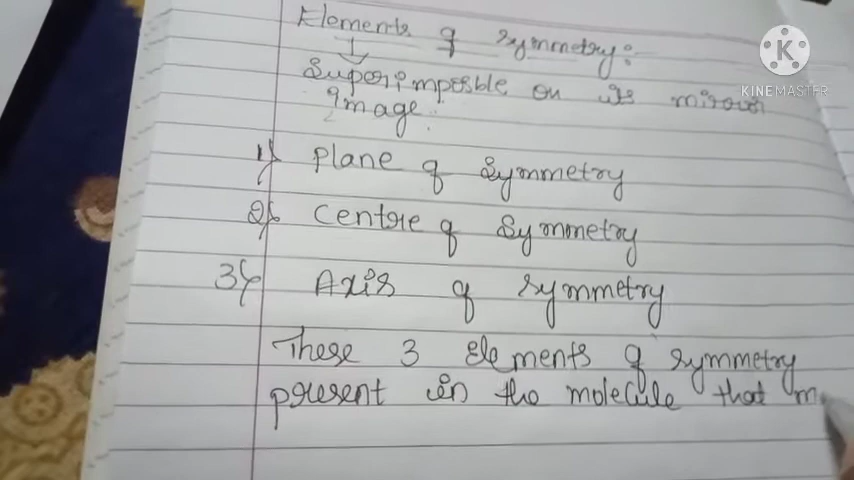 Elements of symmetry:
Superimposble on its mirror
image.
1) Plane of Symmetry
2) Centre of Symmetry
3) Axis of symmetry
These 3 elements of symmetry
present in the molecule that
KINEMASTER